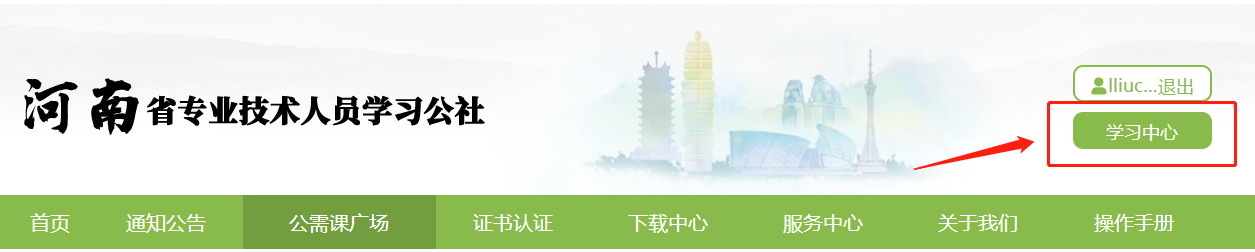 河南省专业技术人员学习公社
lliuc...退出
学习中心
首页 通知公告 公需课广场 证书认证 下载中心 服务中心 关于我们 操作手册